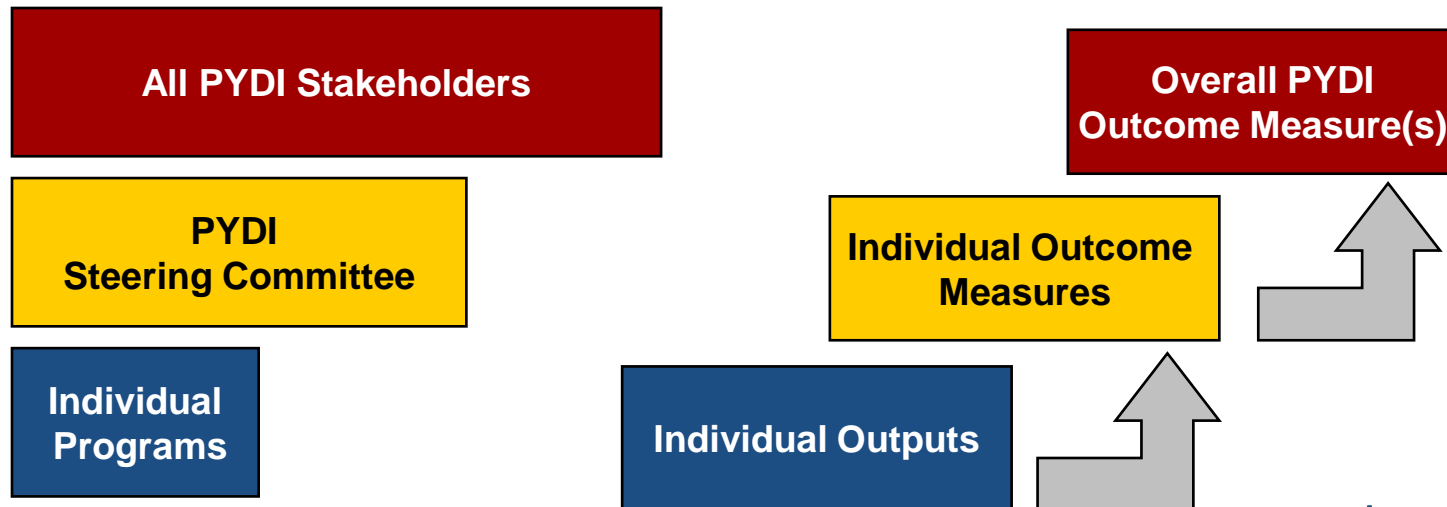 All PYDI Stakeholders
Overall PYDI
Outcome Measure(s)
PYDI
Steering Committee
Individual Outcome
Measures
Individual
Programs
Individual Outputs